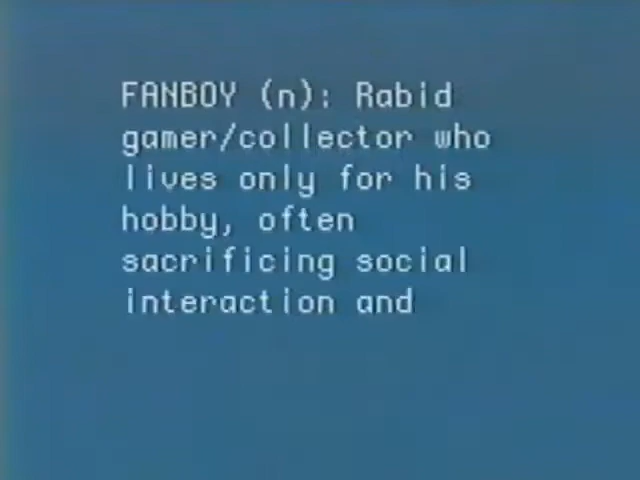 FANBOY (n): Rabid
gamer/collector who
lives only for his
hobby, often
sacrificing social
interaction and